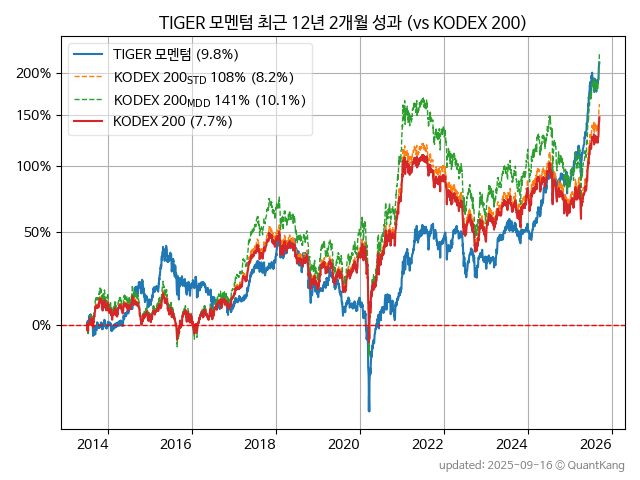 TIGER 모멘텀 최근 12년 2개월 성과 (vs KODEX 200)
TIGER 모멘텀 (9.8%)
KODEX 200STD 108% (8.2%)
KODEX 200MDD 141% (10.1%)
KODEX 200 (7.7%)
200%
150%
100%
50%
0%
2014 2016 2018 2020 2022 2024 2026
updated: 2025-09-16 © QuantKang